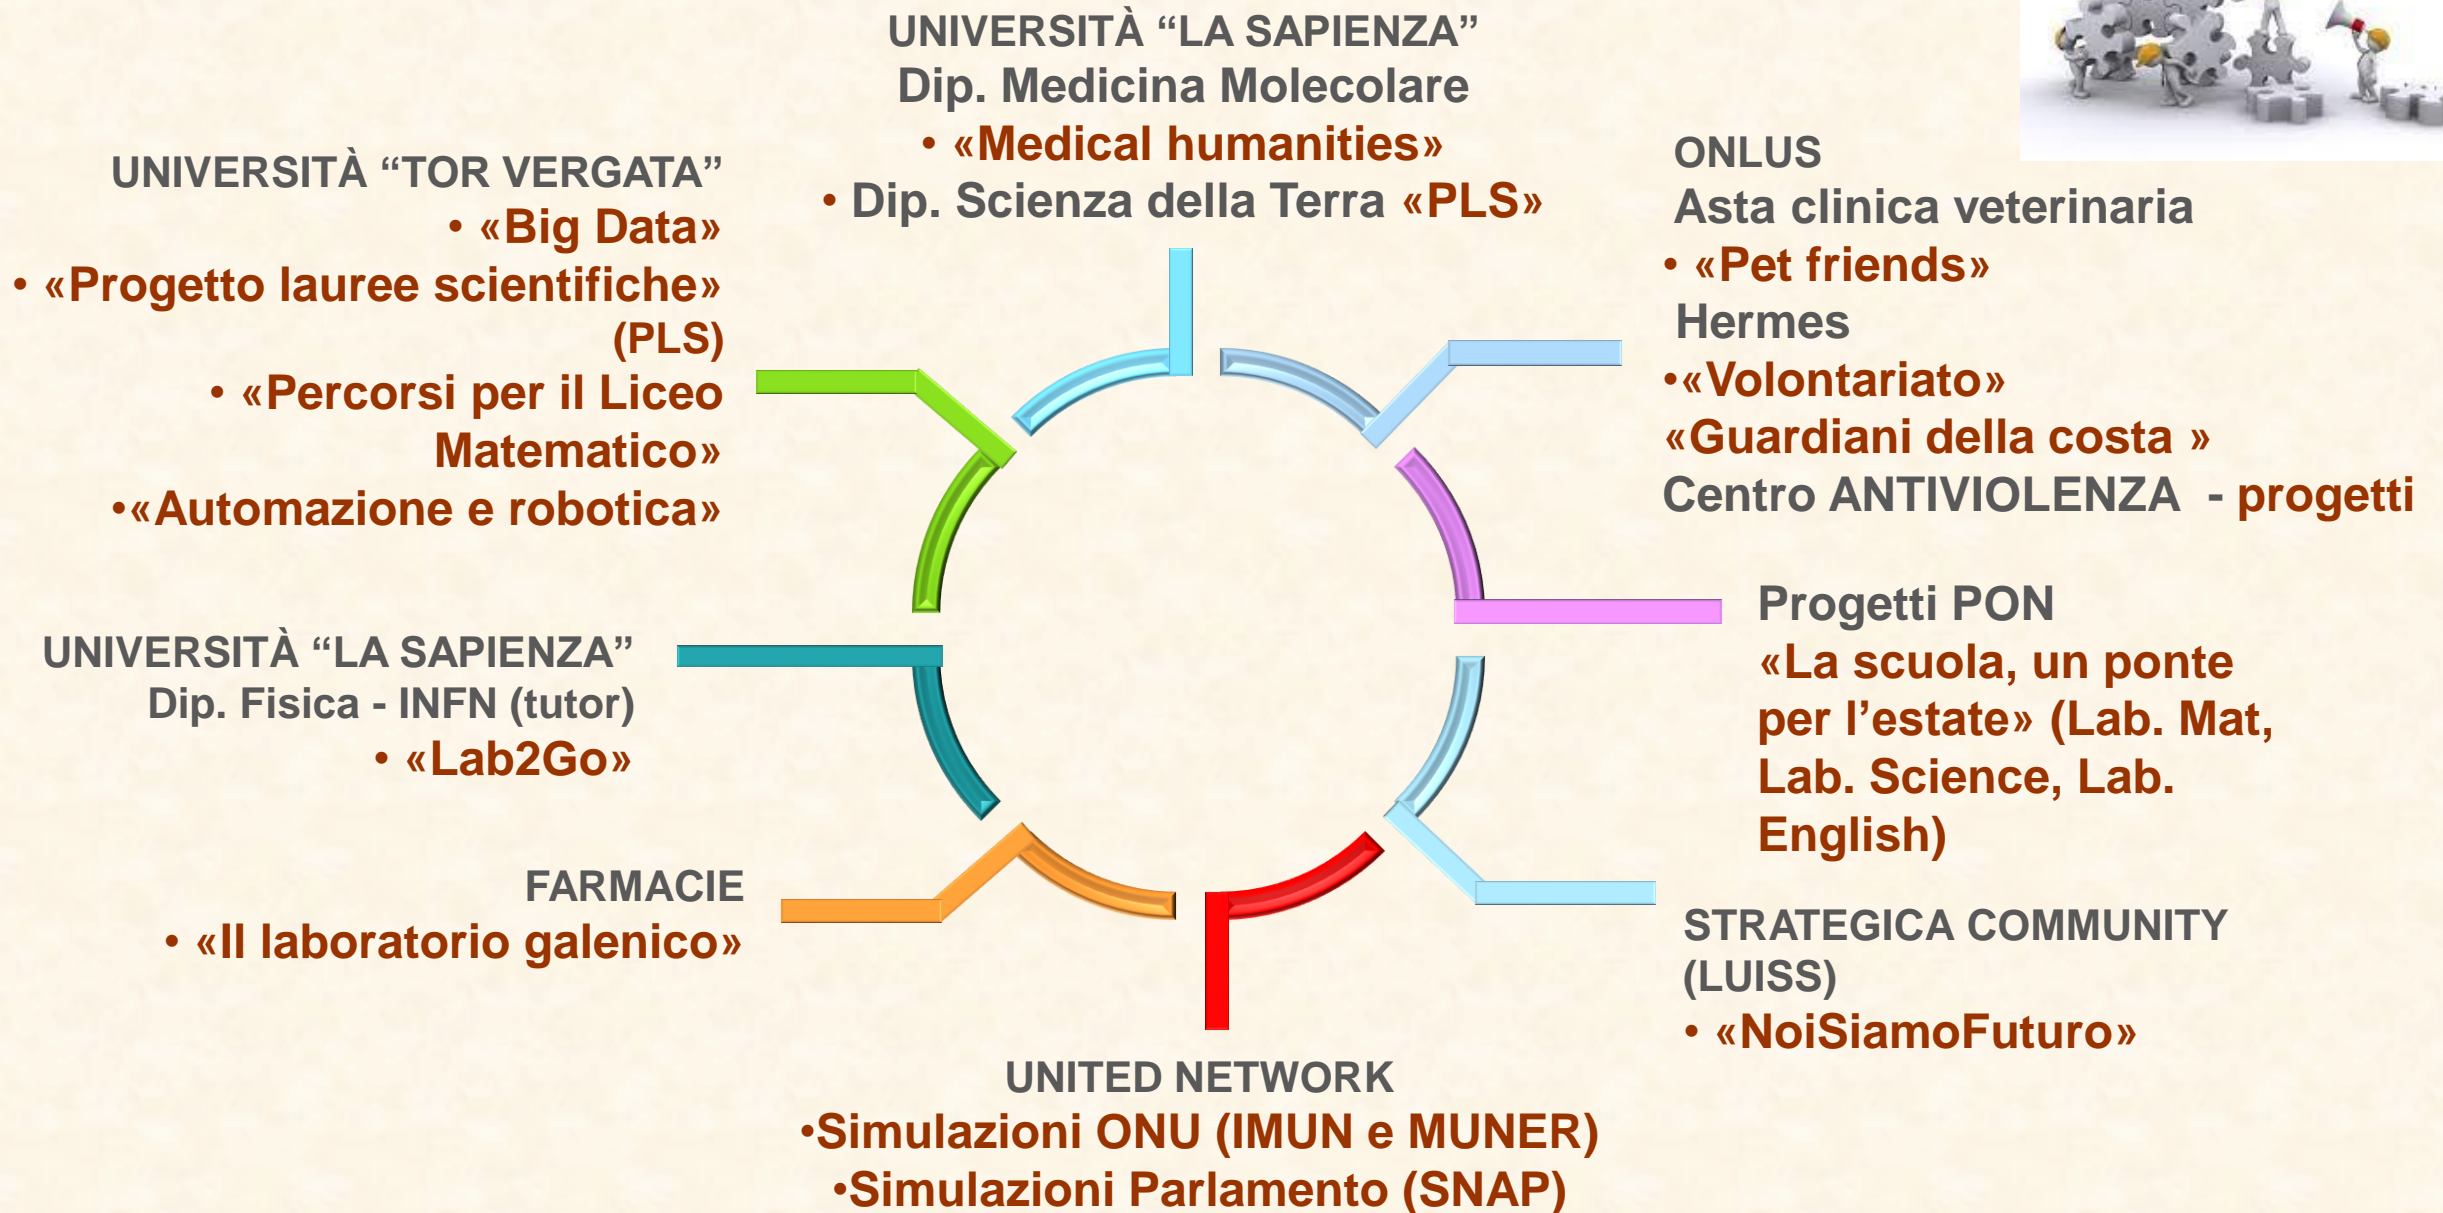 UNIVERSITÀ “LA SAPIENZA”
Dip. Medicina Molecolare
• «Medical humanities»
• Dip. Scienza della Terra «PLS»
UNIVERSITÀ “TOR VERGATA”
• «Big Data»
• «Progetto lauree scientifiche»
(PLS)
• «Percorsi per il Liceo
Matematico»
•«Automazione e robotica»
ONLUS
Asta clinica veterinaria
• «Pet friends»
Hermes
•«Volontariato»
«Guardiani della costa »
Centro ANTIVIOLENZA - progetti
UNIVERSITÀ “LA SAPIENZA”
Dip. Fisica - INFN (tutor)
• «Lab2Go»
Progetti PON
«La scuola, un ponte
per l’estate» (Lab. Mat,
Lab. Science, Lab.
English)
FARMACIE
• «Il laboratorio galenico»
STRATEGICA COMMUNITY
(LUISS)
• «NoiSiamoFuturo»
UNITED NETWORK
•Simulazioni ONU (IMUN e MUNER)
•Simulazioni Parlamento (SNAP)